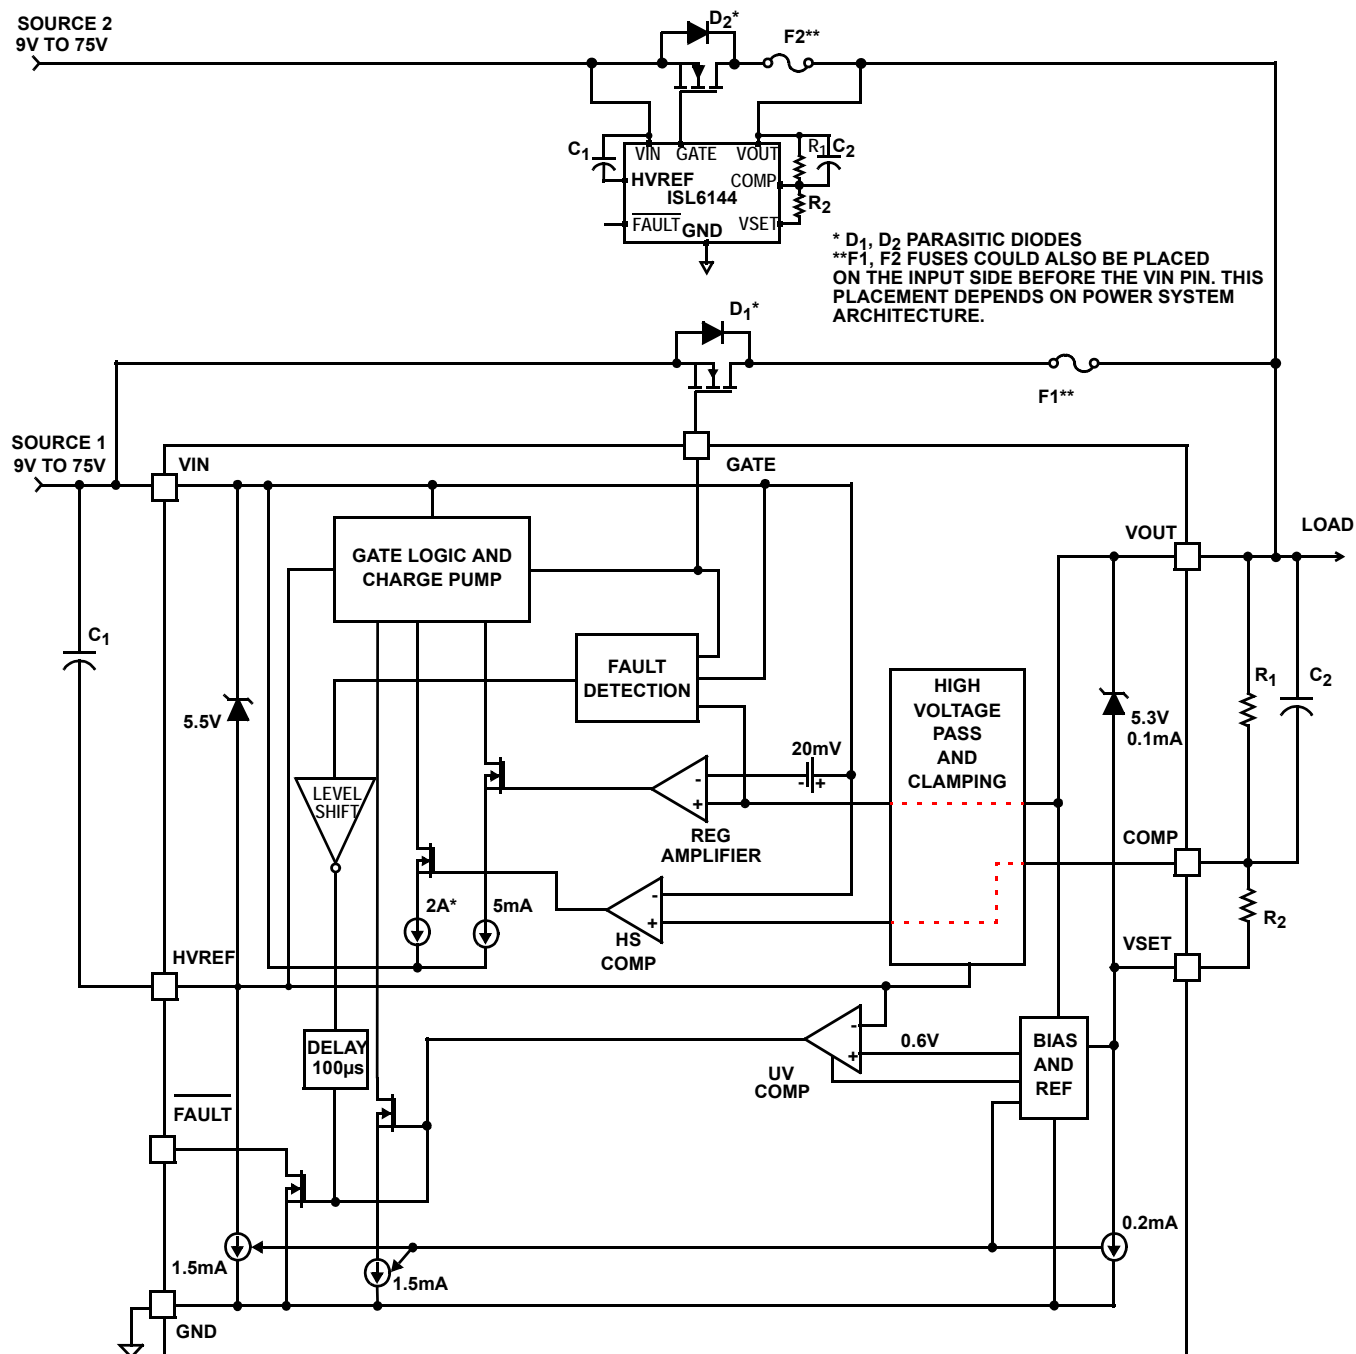 SOURCE 2
9V TO 75V
D2*
F2**
C1
VIN
GATE
VOUT
R1
C2
HVREF
COMP
ISL6144
R2
FAULT
GND
VSET
* D1, D2 PARASITIC DIODES
**F1, F2 FUSES COULD ALSO BE PLACED
ON THE INPUT SIDE BEFORE THE VIN PIN. THIS
PLACEMENT DEPENDS ON POWER SYSTEM
ARCHITECTURE.
D1*
F1**
SOURCE 1
9V TO 75V
VIN
GATE
VOUT
LOAD
GATE LOGIC AND
CHARGE PUMP
C1
FAULT
DETECTION
HIGH
VOLTAGE
PASS
AND
CLAMPING
R1
C2
5.5V
5.3V
0.1mA
20mV
- +
LEVEL
SHIFT
-
+
REG
AMPLIFIER
COMP
2A*
5mA
-
+
HS
COMP
R2
HVREF
VSET
DELAY
100µs
-
+
0.6V
UV
COMP
BIAS
AND
REF
FAULT
0.2mA
1.5mA
1.5mA
GND